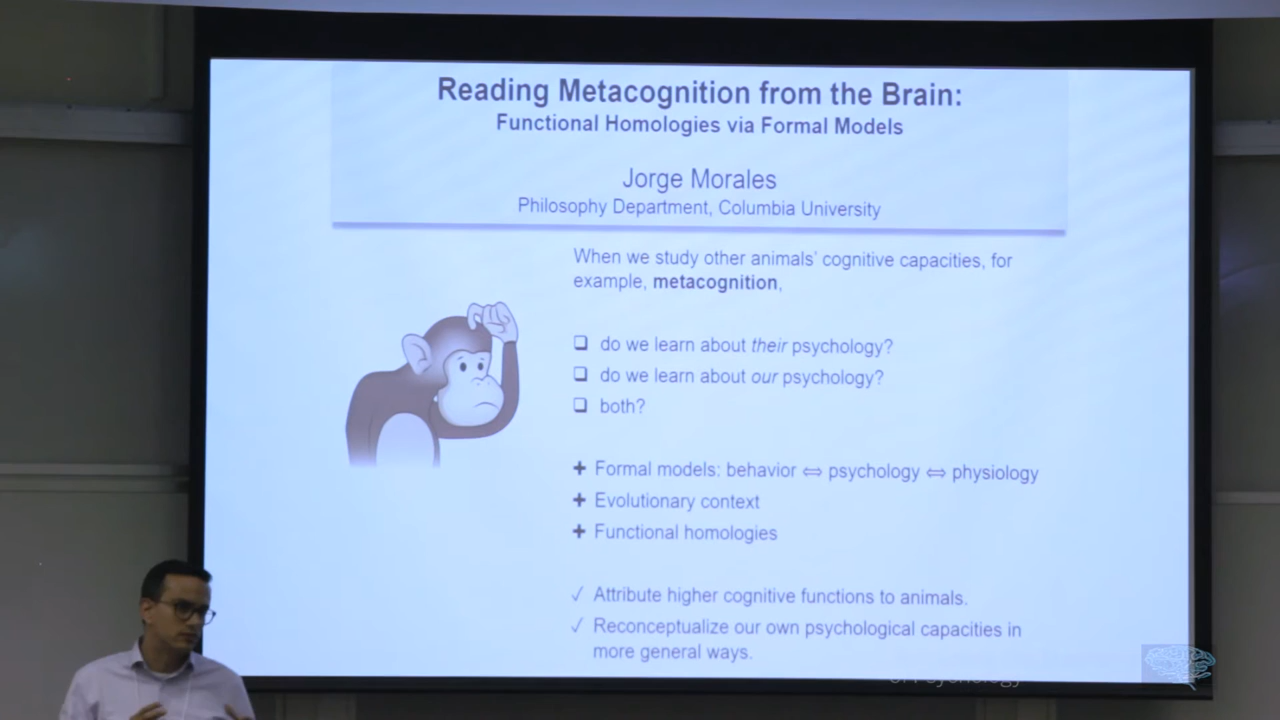 Reading Metacognition from the Brain:
Functional Homologies via Formal Models
Jorge Morales
Philosophy Department, Columbia University
When we study other animals' cognitive capacities, for
example, metacognition,
❑ do we learn about their psychology?
❑ do we learn about our psychology?
❑ both?
+ Formal models: behavior ⇔ psychology ⇔ physiology
+ Evolutionary context
+ Functional homologies
✓ Attribute higher cognitive functions to animals.
✓ Reconceptualize our own psychological capacities in
more general ways.